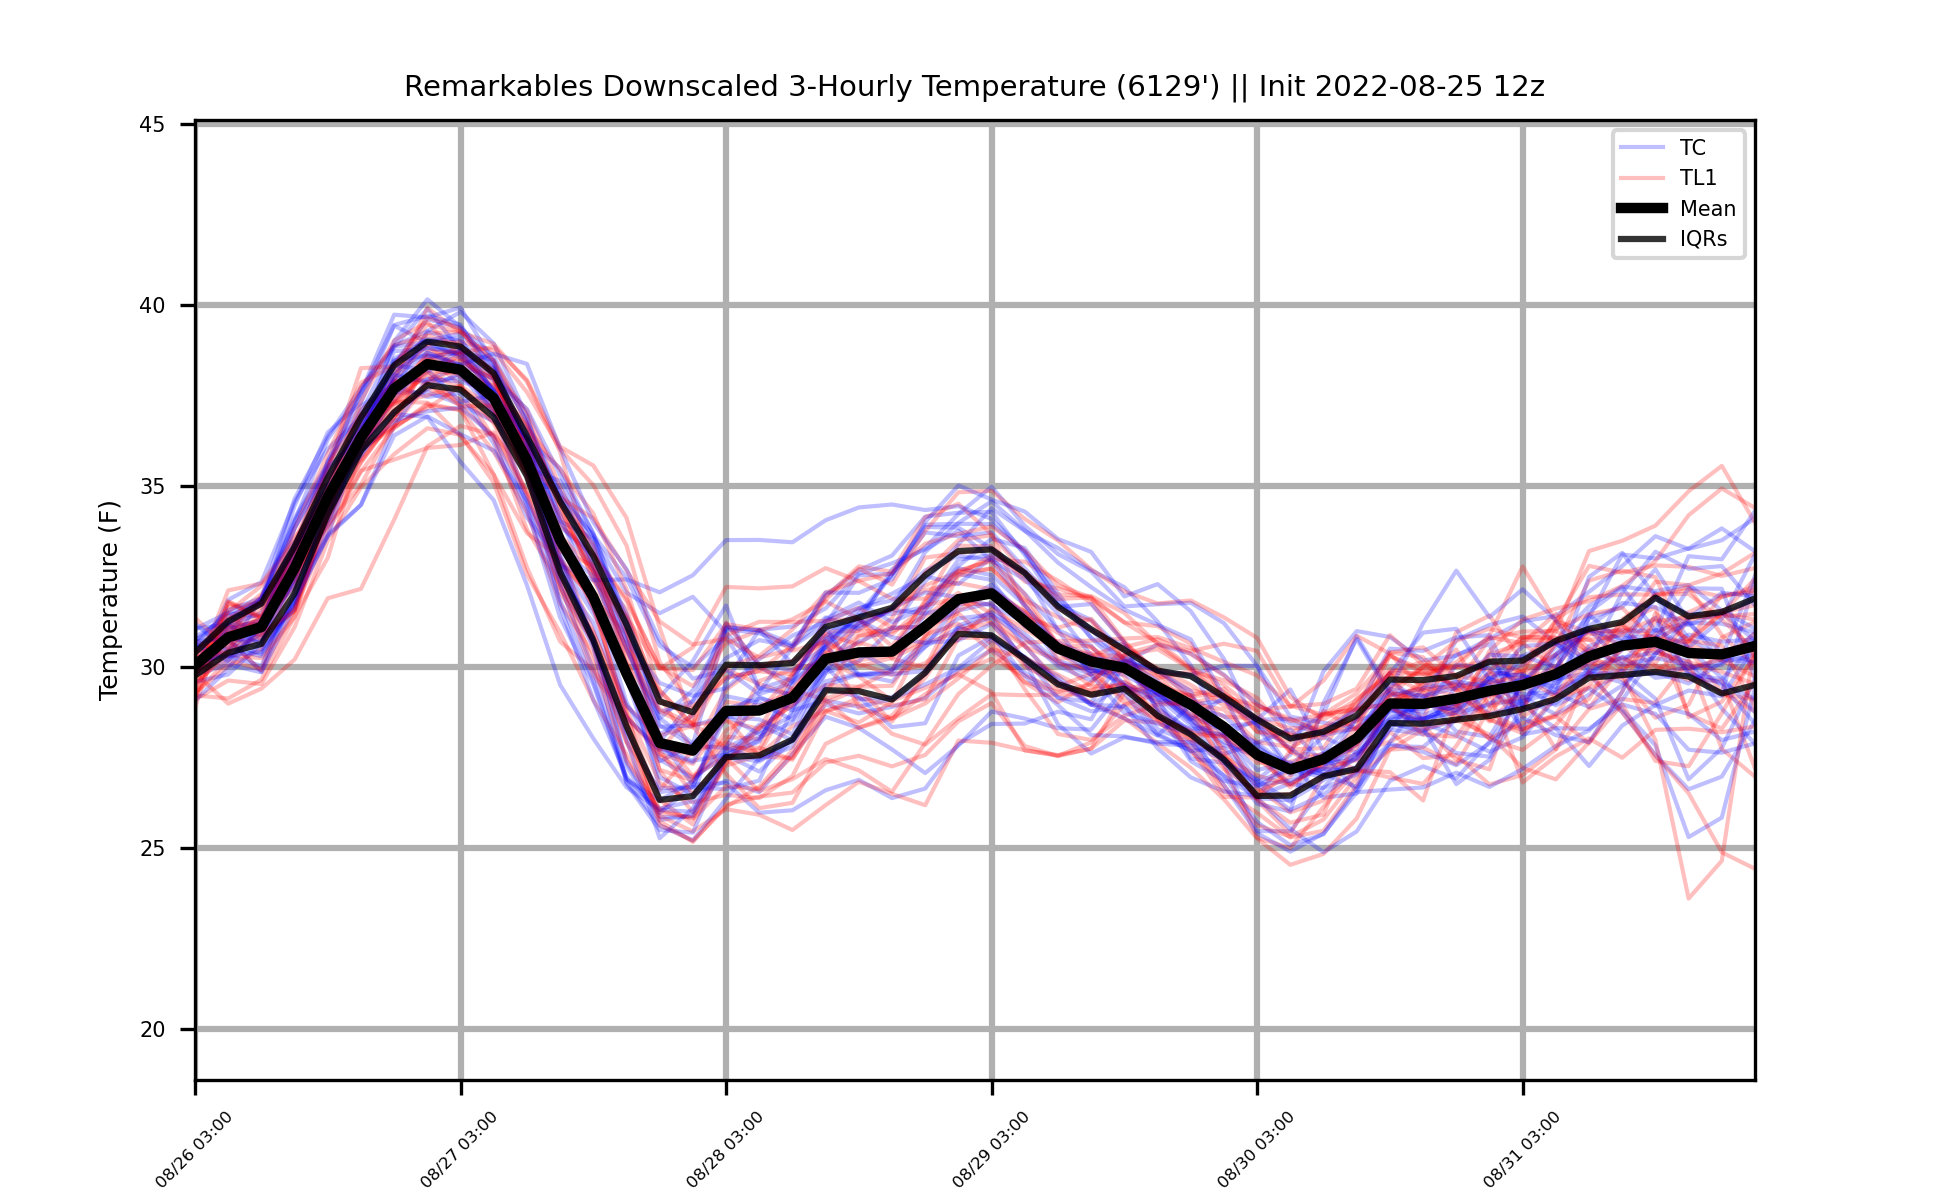 Remarkables Downscaled 3-Hourly Temperature (6129') || Init 2022-08-25 12z
TC
TL1
Mean
IQRs
Temperature (F)
45
40
35
30
25
20
08/26 03:00
08/27 03:00
08/28 03:00
08/29 03:00
08/30 03:00
08/31 03:00